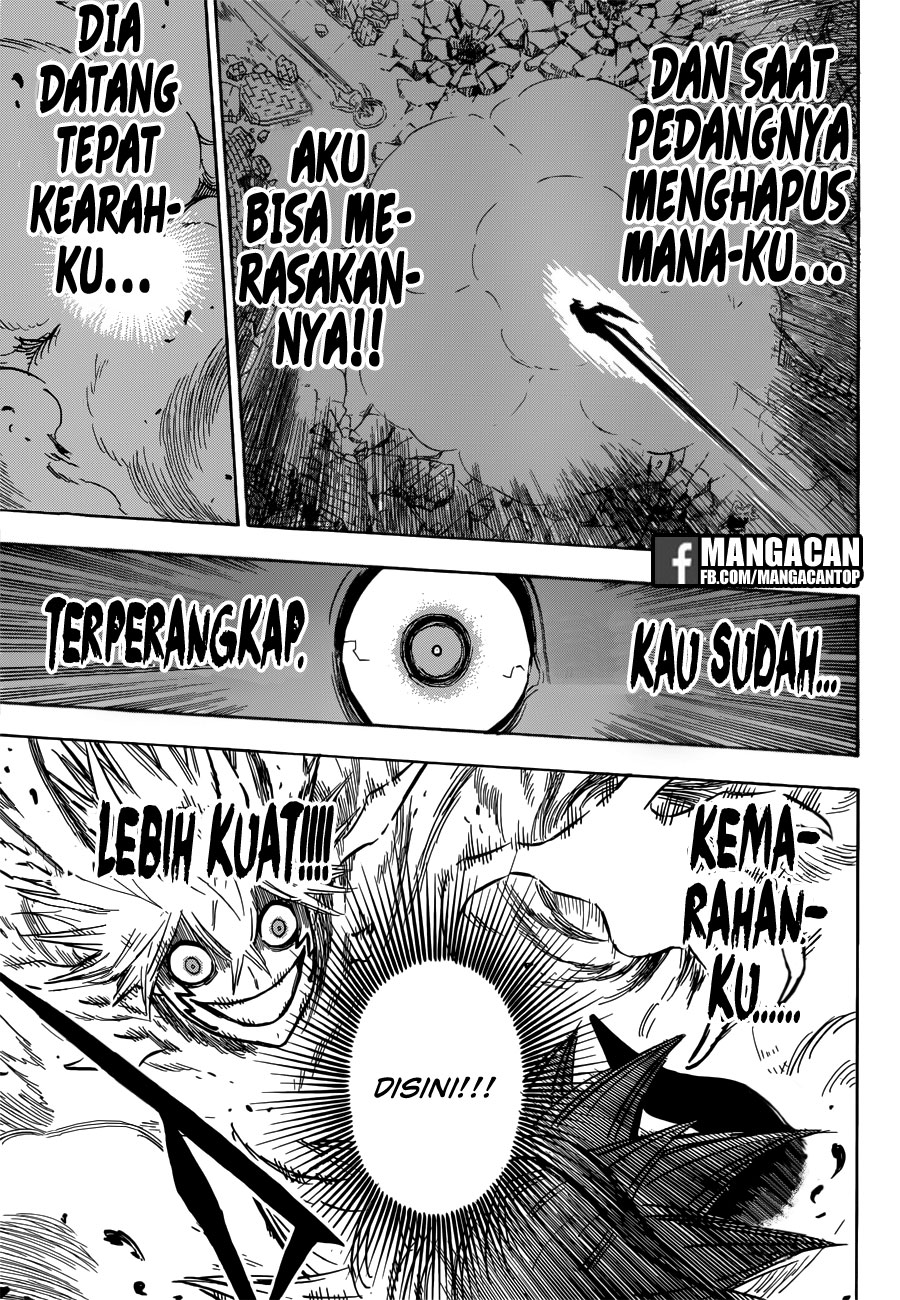 DAN SAAT
PEDANGNYA
MENGHAPUS
MANA-KU...
AKU
BISA ME-
RASAKAN-
NYA!!
DIA
DATANG
TEPAT
KEARAH-
KU...
MANGACAN
FB.COM/MANGACANTOP
KAU SUDAH...
TERPERANGKAP.
KEMA-
RAHAN-
KU......
LEBIH KUAT!!!!
DISINI!!!